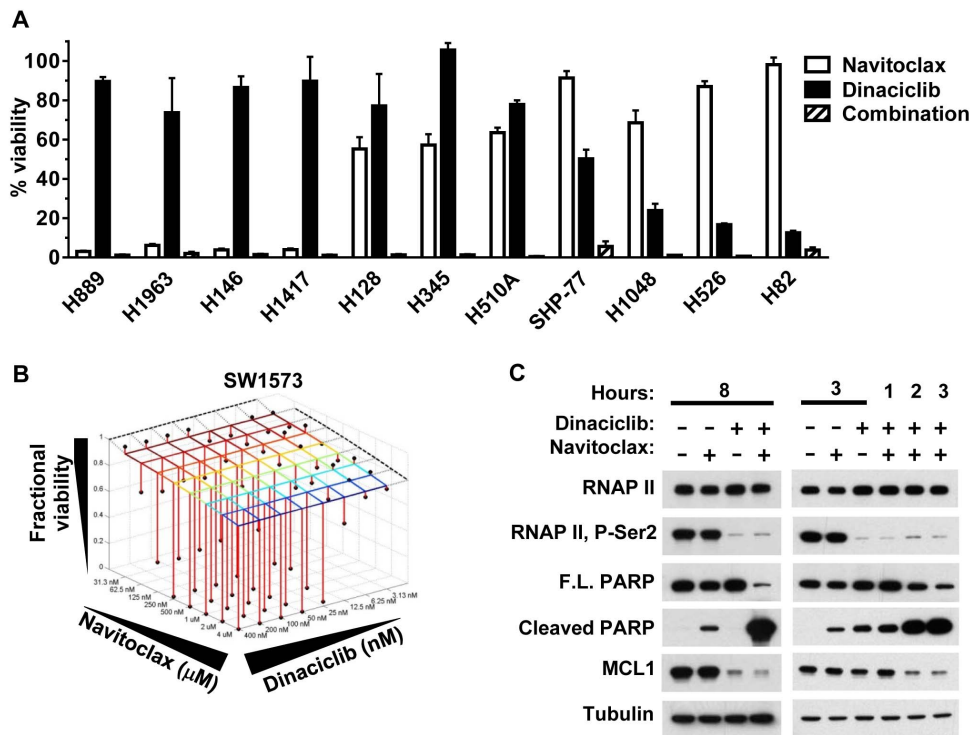 A
% viability
100
80
60
40
20
0
Navitoclax
Dinaciclib
Combination
H889
H1963
H146
H1417
H128
H345
H510A
SHP-77
H1048
H526
H82
B
SW1573
Fractional
viability
1
0.8
0.6
0.4
0.2
0
31.3 nM
62.5 nM
125 nM
250 nM
500 nM
1 uM
2 uM
4 uM
400 nM
200 nM
100 nM
50 nM
25 nM
12.5 nM
6.25 nM
3.13 nM
Navitoclax (μM)
Dinaciclib (nM)
C
Hours: 8 3 1 2 3
Dinaciclib: - - + + - - + + + +
Navitoclax: - + - + - + - + + +
RNAP II
RNAP II, P-Ser2
F.L. PARP
Cleaved PARP
MCL1
Tubulin